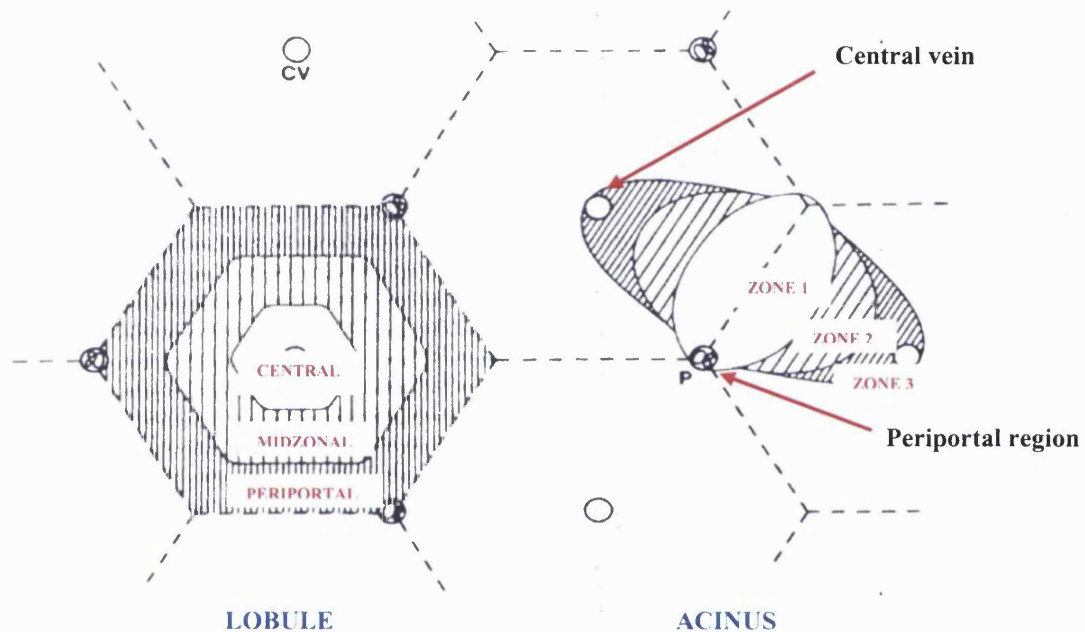 CV
Central vein
ZONE 1
ZONE 2
P
ZONE 3
CENTRAL
MIDZONAL
PERIPORTAL
Periportal region
LOBULE
ACINUS